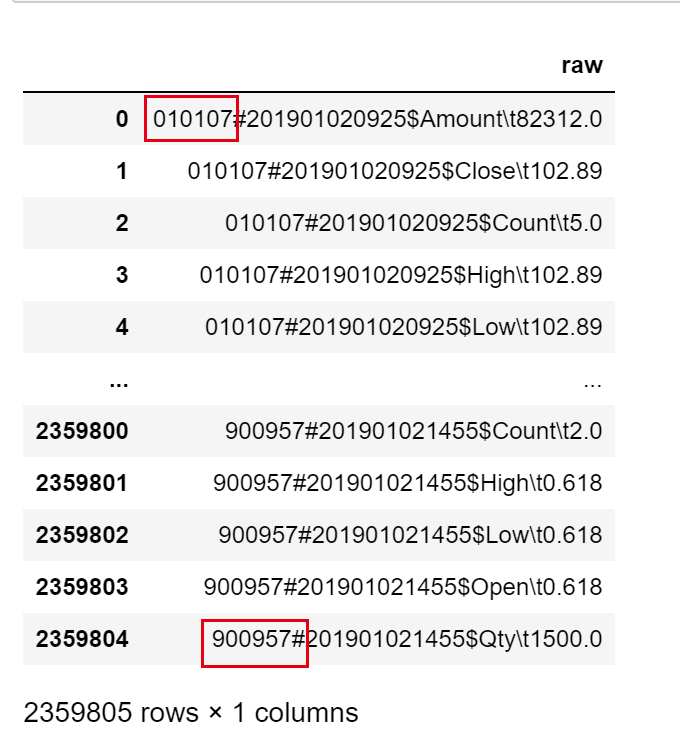 raw
0 010107#201901020925$Amount\t82312.0
1 010107#201901020925$Close\t102.89
2 010107#201901020925$Count\t5.0
3 010107#201901020925$High\t102.89
4 010107#201901020925$Low\t102.89
... ...
2359800 900957#201901021455$Count\t2.0
2359801 900957#201901021455$High\t0.618
2359802 900957#201901021455$Low\t0.618
2359803 900957#201901021455$Open\t0.618
2359804 900957#201901021455$Qty\t1500.0
2359805 rows × 1 columns